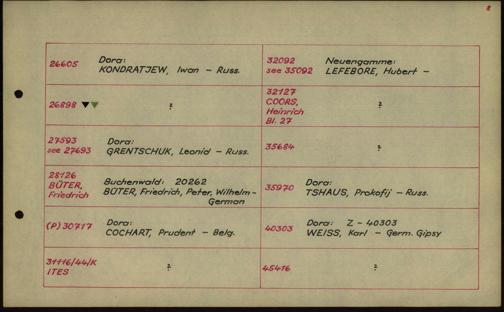 8
26605 Dora:
KONDRATJEW, Iwan - Russ.
26898 ?
27593 Dora:
see 27693 GRENTSCHUK, Leonid - Russ.
28126
BÜTER, Buchenwald: 20262
Friedrich BÜTER, Friedrich, Peter, Wilhelm -
German
(P) 30717 Dora:
COCHART, Prudent - Belg.
31116/44/K ?
ITES
32092 Neuengamme:
see 35092 LEFEBORE, Hubert -
32127
COORS, ?
Heinrich
Bl. 27
35684 ?
35970 Dora:
TSHAUS, Prokofij - Russ.
40303 Dora: Z - 40303
WEISS, Karl - Germ. Gipsy
45416 ?